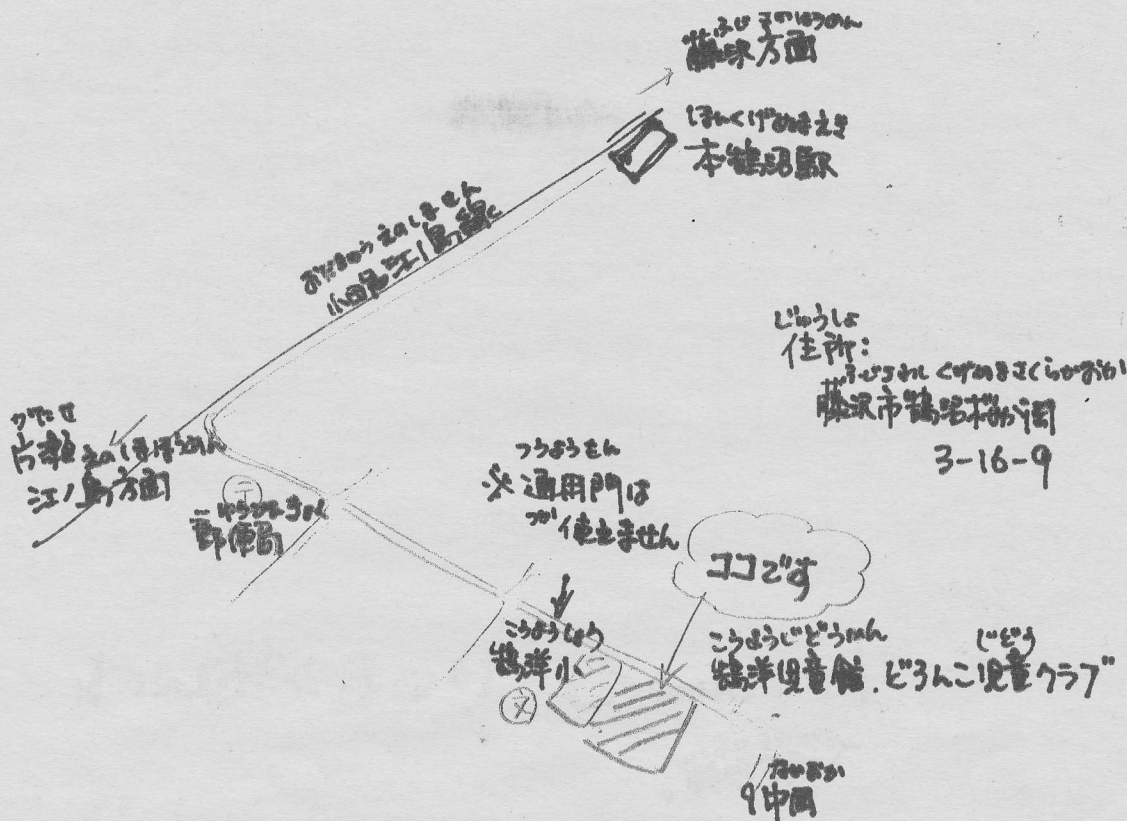 ふじさわほうめん
藤沢方面
ほんくげぬまえき
本鵠沼駅
おだきゅうえのしません
小田急江ノ島線
じゅうしょ
住所:
ふじさわし くげぬまさくらがおか
藤沢市鵠沼桜が岡
3-16-9
かたせ
片瀬えのしまほうめん
江ノ島方面
〒
ゆうびんきょく
郵便局
つうようもん
※通用門は
つか
使えません
ココです
こうようしょう
鵠洋小
文
こうようじどうかん じどう
鵠洋児童館.どろんこ児童クラブ
なかおか
中岡